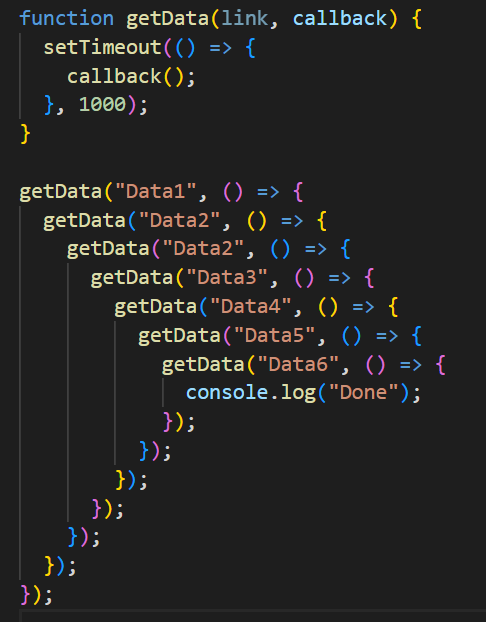 function getData(link, callback) {
  setTimeout(() => {
    callback();
  }, 1000);
}

getData("Data1", () => {
  getData("Data2", () => {
    getData("Data2", () => {
      getData("Data3", () => {
        getData("Data4", () => {
          getData("Data5", () => {
            getData("Data6", () => {
              console.log("Done");
            });
          });
        });
      });
    });
  });
});